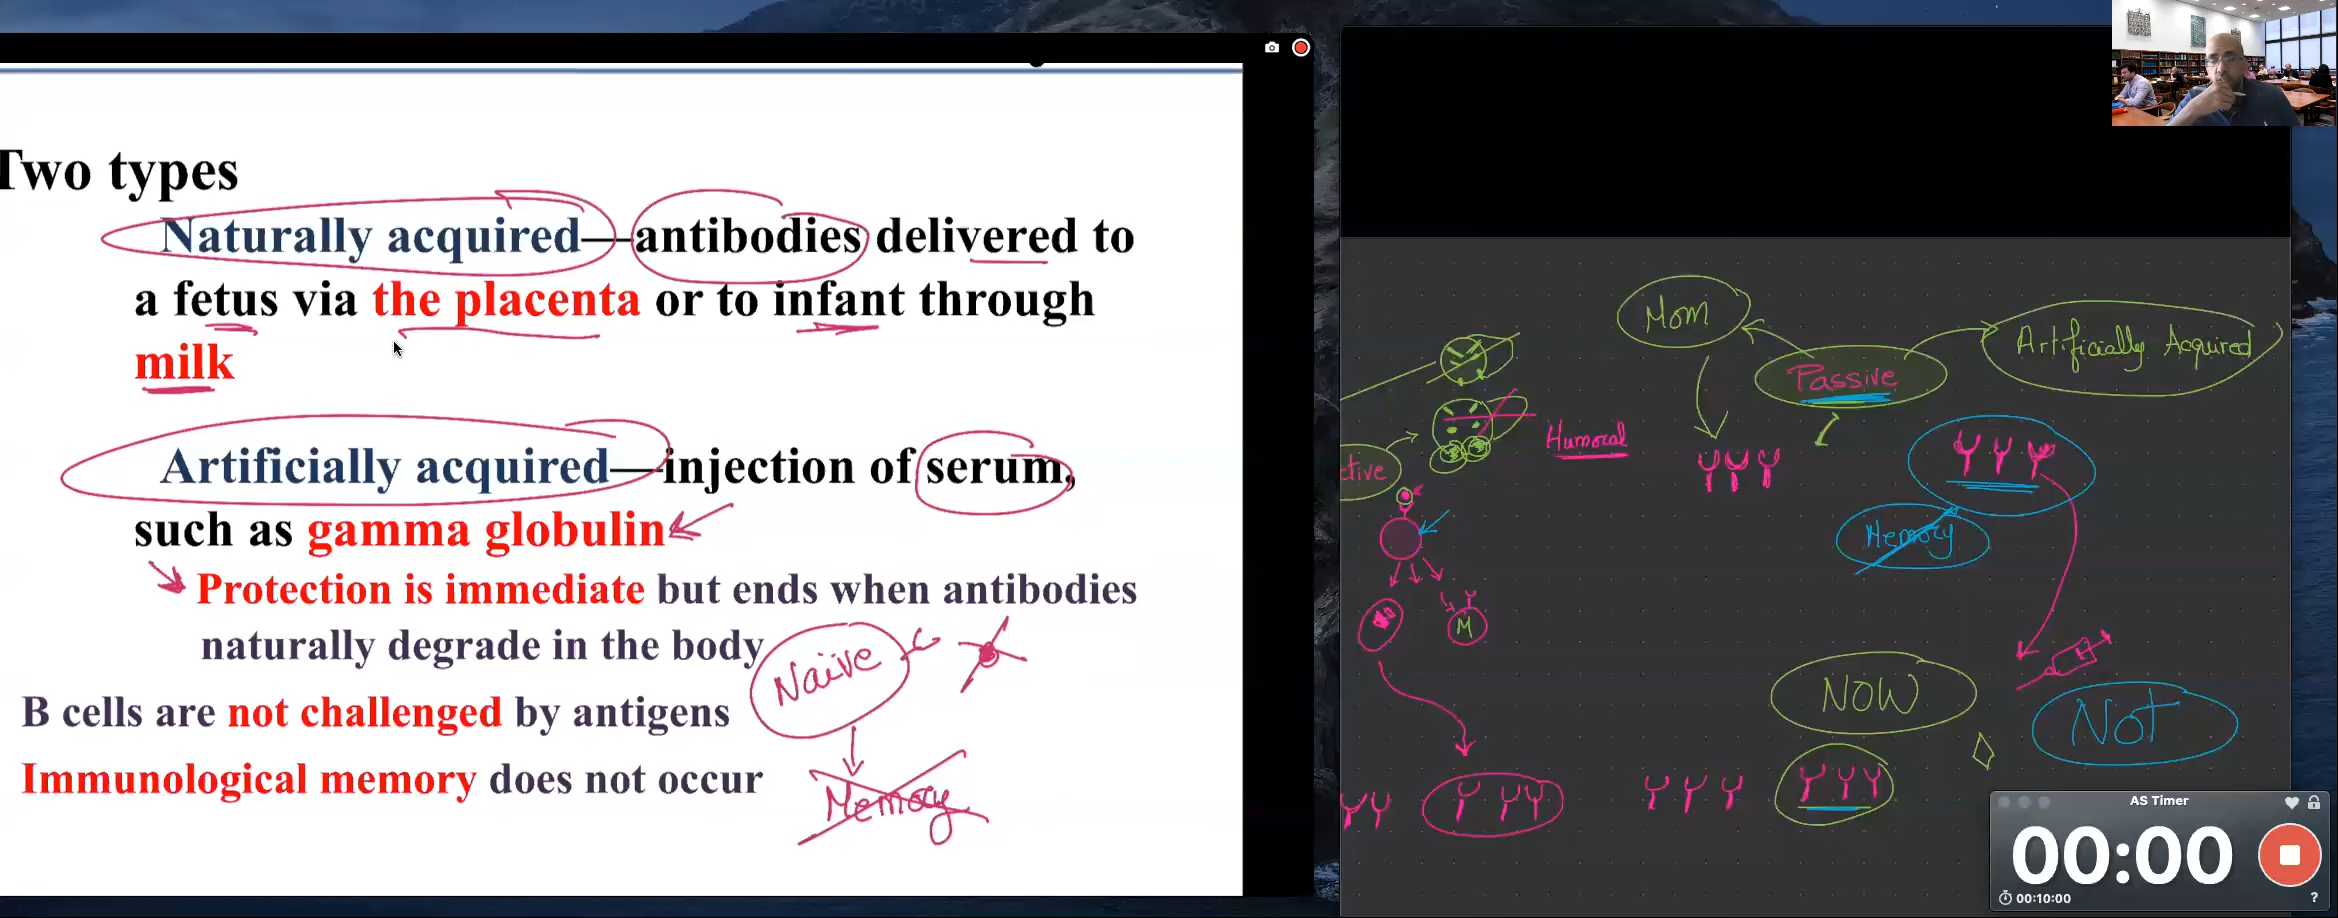 Two types
Naturally acquired—antibodies delivered to
a fetus via the placenta or to infant through
milk
Artificially acquired—injection of serum,
such as gamma globulin
Protection is immediate but ends when antibodies
naturally degrade in the body
Naive
B cells are not challenged by antigens
Immunological memory does not occur
Memory
Mom
Artificially Acquired
Passive
Humoral
ctive
Memory
M
Now
Not
AS Timer
00:00
00:10:00
?